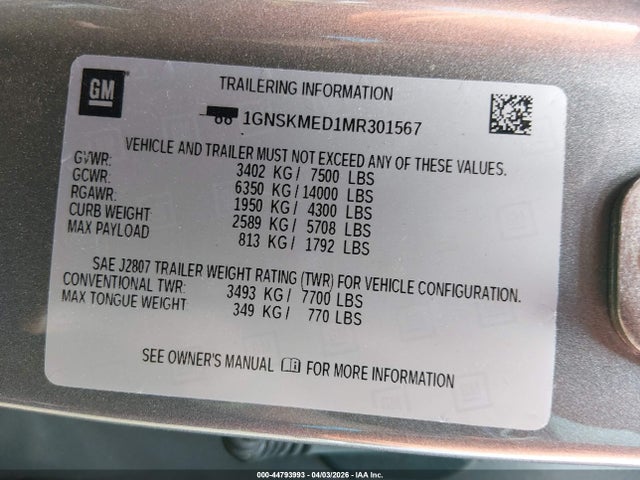 GM
TRAILERING INFORMATION
1GNSKMED1MR301567
VEHICLE AND TRAILER MUST NOT EXCEED ANY OF THESE VALUES.
GVWR: 3402 KG/ 7500 LBS
GCWR: 6350 KG/14000 LBS
RGAWR: 1950 KG/ 4300 LBS
CURB WEIGHT 2589 KG/ 5708 LBS
MAX PAYLOAD 813 KG/ 1792 LBS
SAE J2807 TRAILER WEIGHT RATING (TWR) FOR VEHICLE CONFIGURATION.
CONVENTIONAL TWR: 3493 KG/ 7700 LBS
MAX TONGUE WEIGHT: 349 KG/ 770 LBS
SEE OWNER'S MANUAL FOR MORE INFORMATION
000-44793993 - 04/03/2026 - IAA Inc.